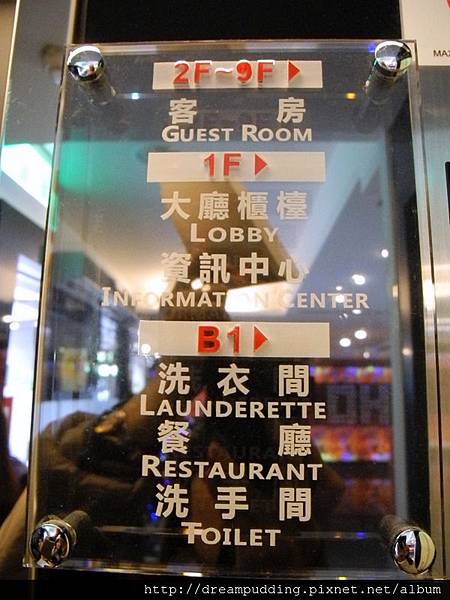 MAX
2F~9F▶
客房
GUEST ROOM
1F▶
大廳櫃檯
LOBBY
資訊中心
INFORMATION CENTER
B1▶
洗衣間
LAUNDERETTE
餐廳
RESTAURANT
洗手間
TOILET
http://dreampudding.pixnet.net/album